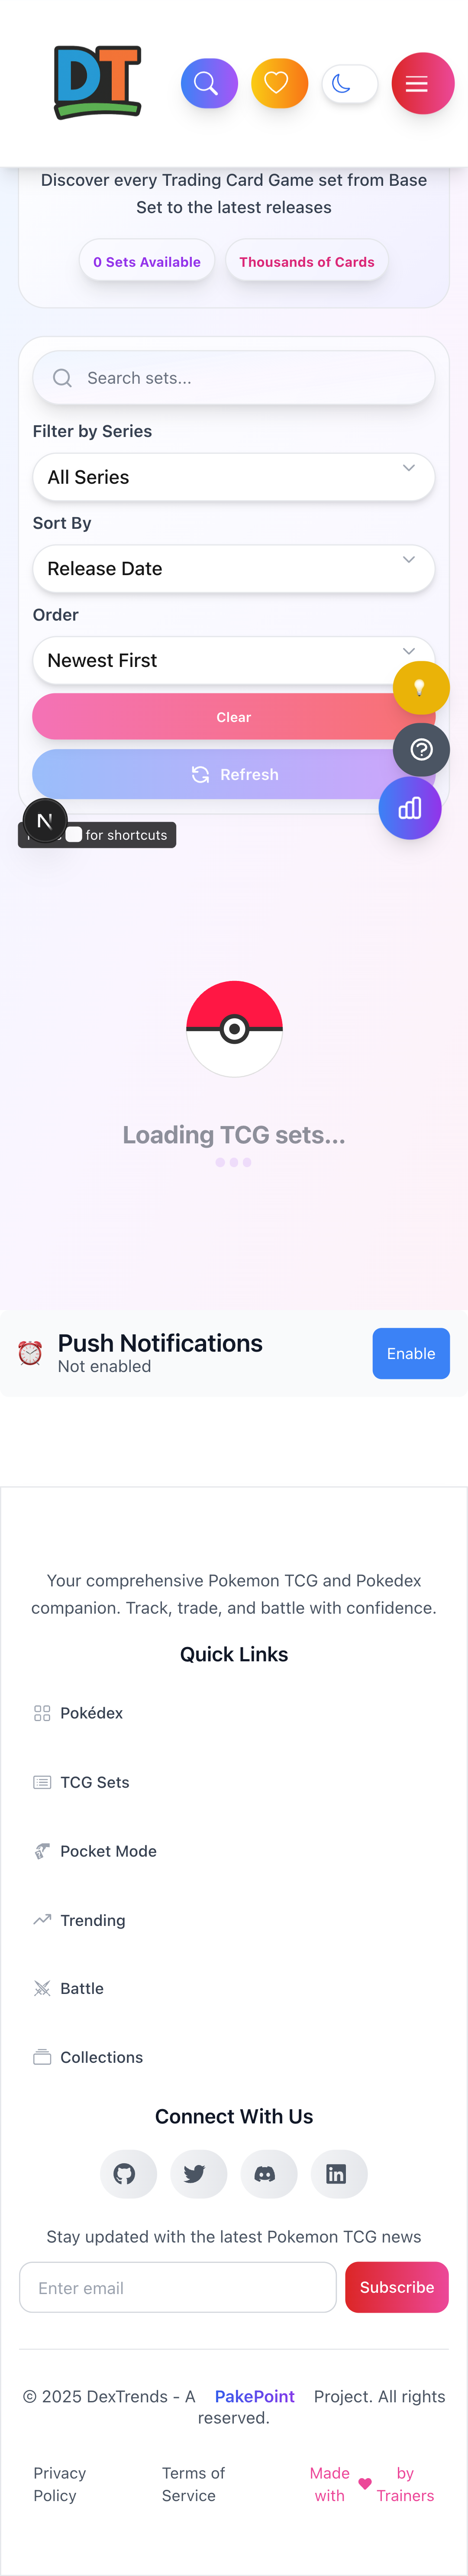 DT
Discover every Trading Card Game set from Base
Set to the latest releases
0 Sets Available
Thousands of Cards
Search sets...
Filter by Series
All Series
Sort By
Release Date
Order
Newest First
Clear
Refresh
N
for shortcuts
Loading TCG sets...
Push Notifications
Not enabled
Enable
Your comprehensive Pokemon TCG and Pokedex
companion. Track, trade, and battle with confidence.
Quick Links
Pokédex
TCG Sets
Pocket Mode
Trending
Battle
Collections
Connect With Us
Stay updated with the latest Pokemon TCG news
Enter email
Subscribe
© 2025 DexTrends - A PakePoint Project. All rights
reserved.
Privacy
Policy
Terms of
Service
Made
with
by
Trainers